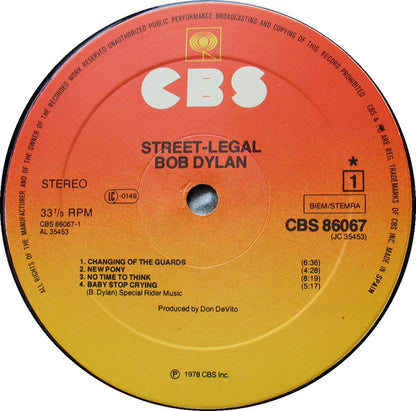 ALL RIGHTS OF THE MANUFACTURER AND OF THE OWNER OF THE RECORDED WORK RESERVED UNAUTHORIZED PUBLIC PERFORMANCE BROADCASTING AND COPYING OF THIS RECORD PROHIBITED
CBS & ARE REG. TRADEMARKS OF CBS INC. MADE IN SPAIN
CBS
STREET-LEGAL
BOB DYLAN
STEREO
IC-0149
*
1
33 1/3 RPM
BIEM/STEMRA
CBS 86067-1
AL 35453
CBS 86067
(JC 35453)
1. CHANGING OF THE GUARDS (6:36)
2. NEW PONY (4:28)
3. NO TIME TO THINK (8:19)
4. BABY STOP CRYING (5:17)
(B. Dylan) Special Rider Music
Produced by Don DeVito
Ⓟ 1978 CBS Inc.